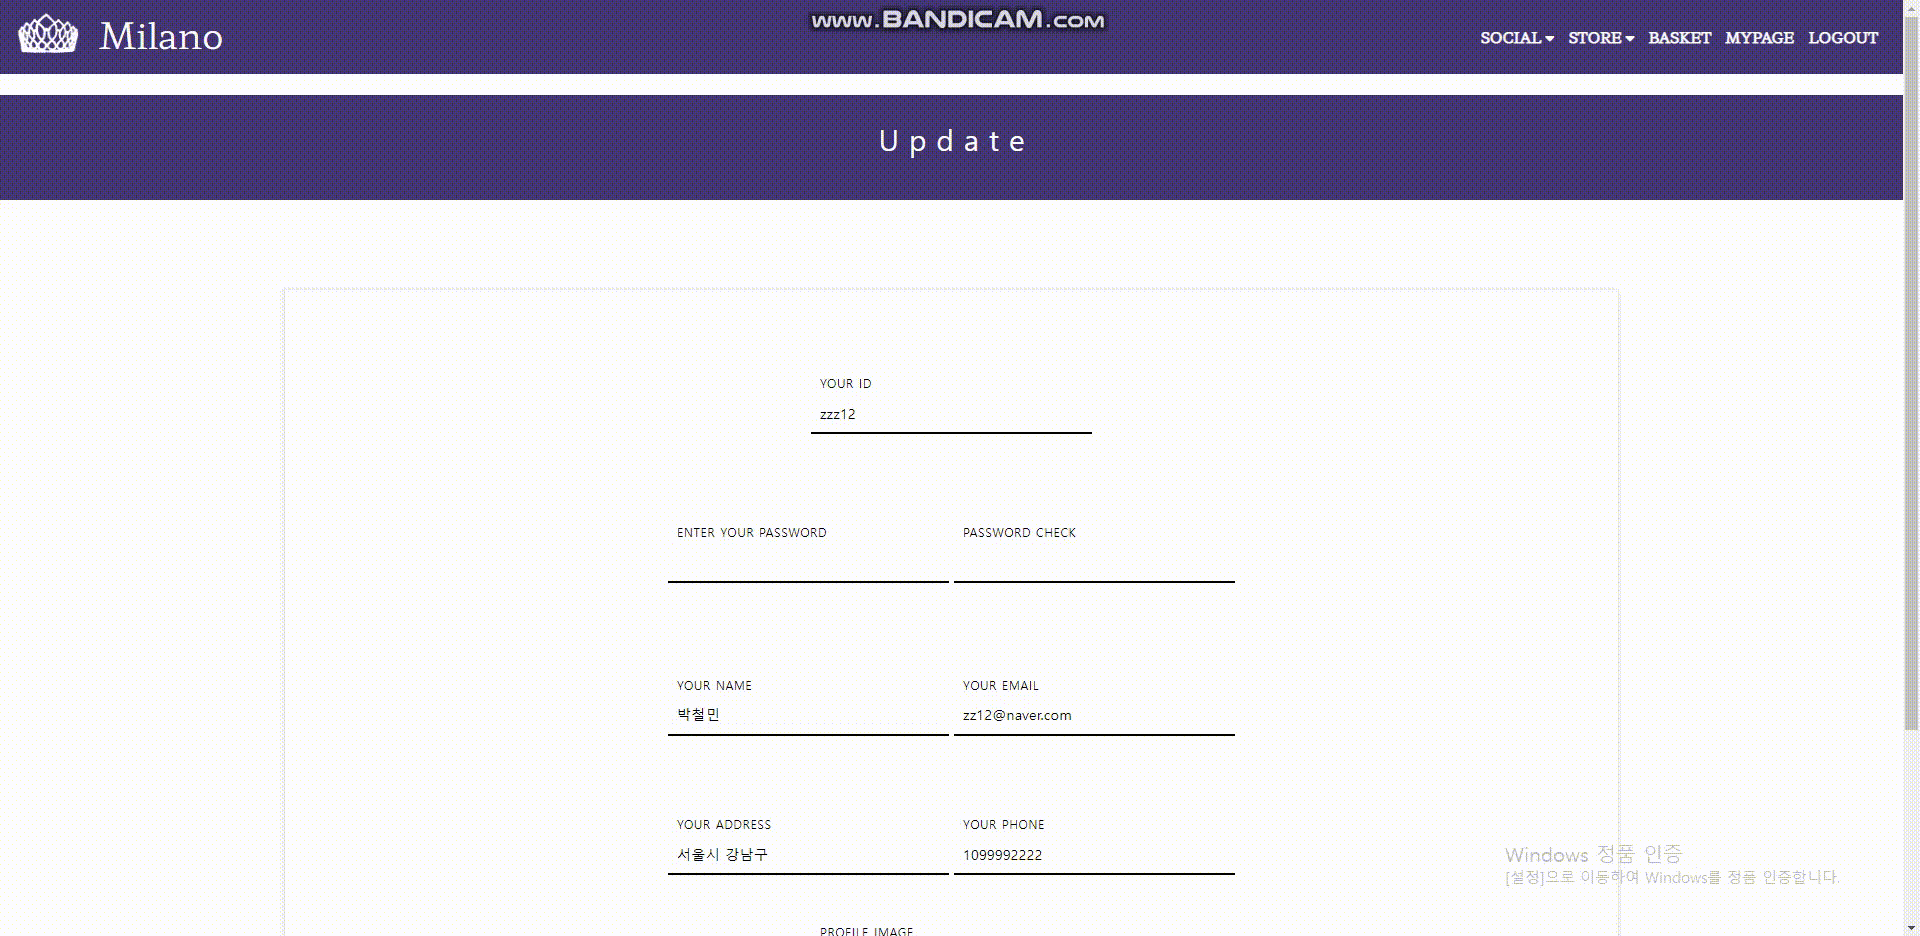 Milano
www.BANDICAM.com
SOCIAL STORE BASKET MYPAGE LOGOUT
Update
YOUR ID
zzz12
ENTER YOUR PASSWORD PASSWORD CHECK
YOUR NAME YOUR EMAIL
박철민 zz12@naver.com
YOUR ADDRESS YOUR PHONE
서울시 강남구 1099992222
Windows 정품 인증
[설정]으로 이동하여 Windows를 정품 인증합니다.
PROFILE IMAGE